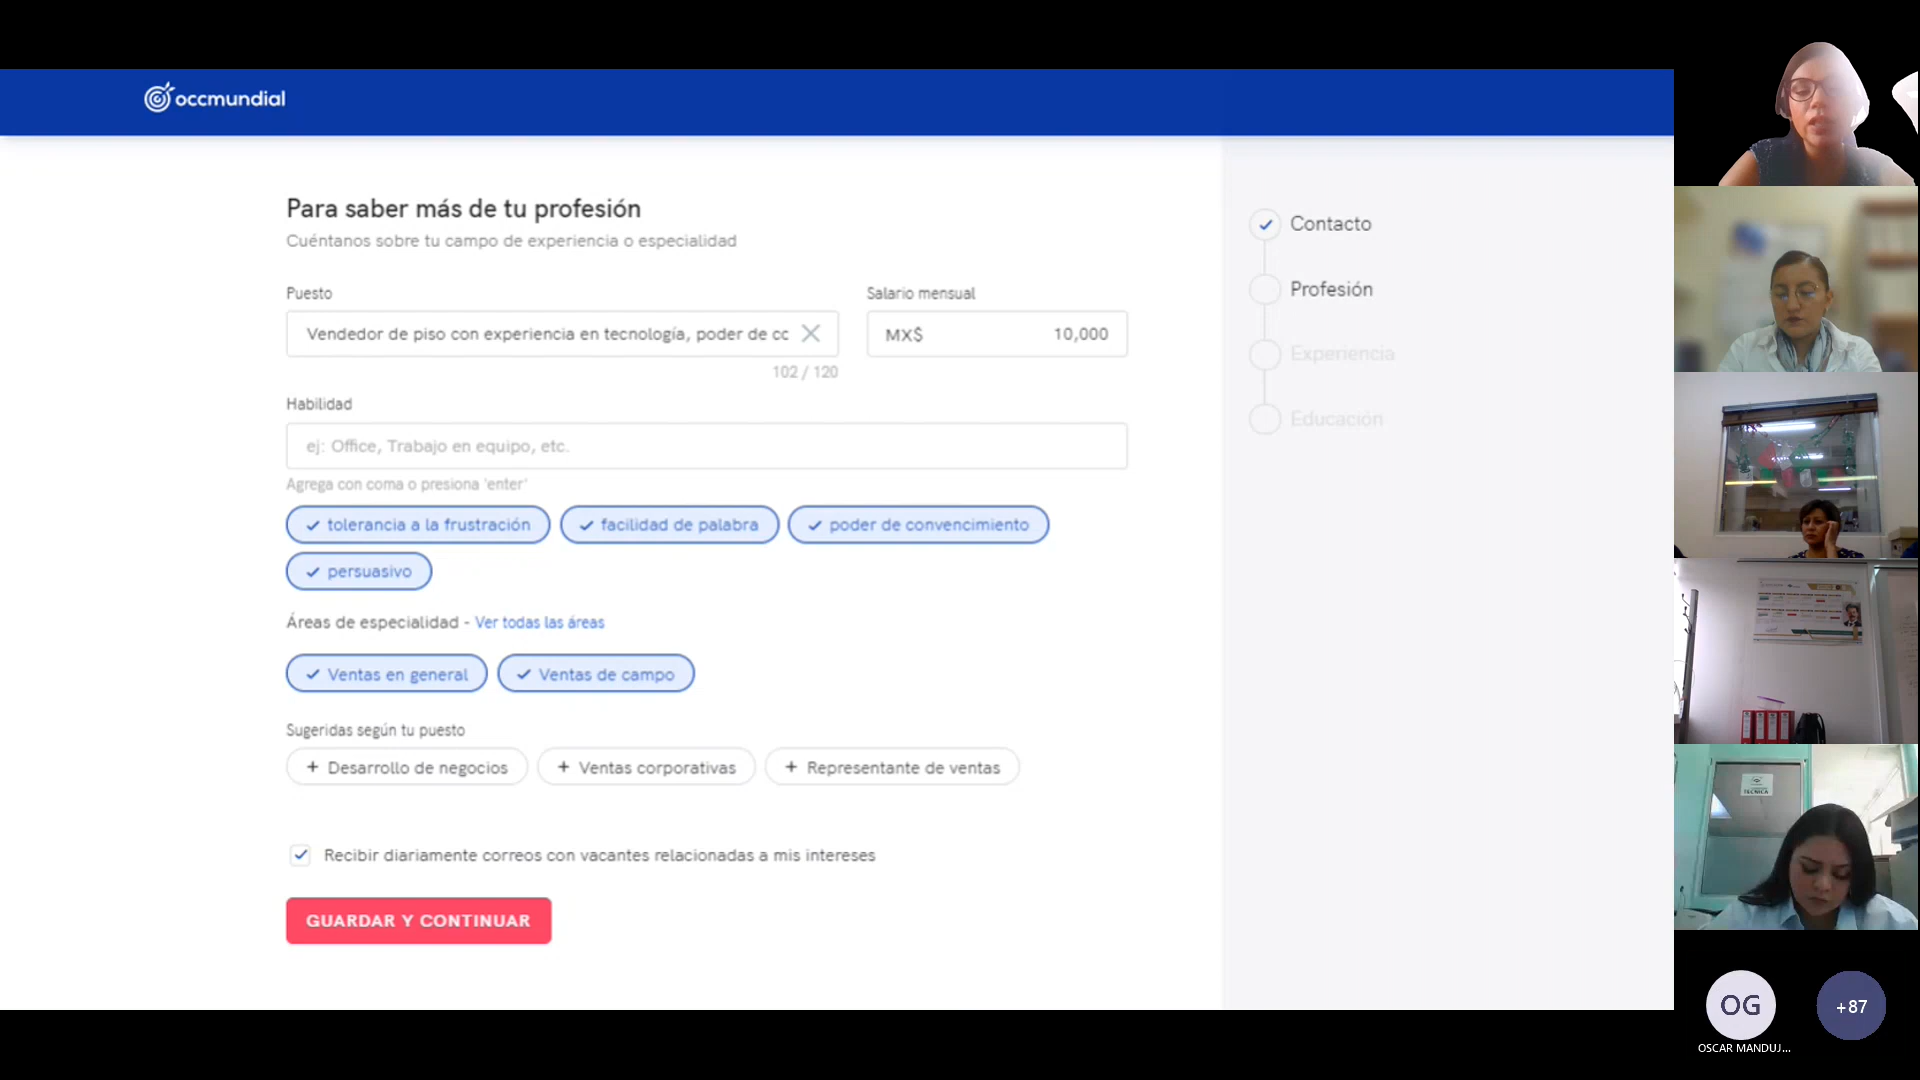 occmundial
Para saber más de tu profesión
Cuéntanos sobre tu campo de experiencia o especialidad
Puesto
Salario mensual
Vendedor de piso con experiencia en tecnología, poder de cc
MX$ 10,000
102 / 120
Habilidad
ej: Office, Trabajo en equipo, etc.
Agrega con coma o presiona 'enter'
tolerancia a la frustración
facilidad de palabra
poder de convencimiento
persuasivo
Áreas de especialidad - Ver todas las áreas
Ventas en general
Ventas de campo
Sugeridas según tu puesto
+ Desarrollo de negocios
+ Ventas corporativas
+ Representante de ventas
Recibir diariamente correos con vacantes relacionadas a mis intereses
GUARDAR Y CONTINUAR
Contacto
Profesión
Experiencia
Educación
TECNICA
OG
+87
OSCAR MANDUJ...